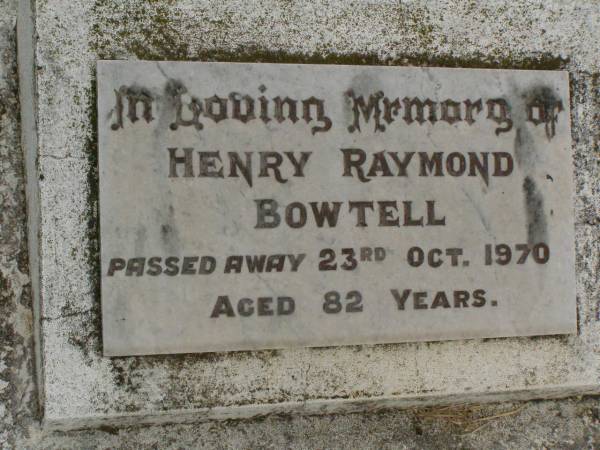 In Loving Memory of
HENRY RAYMOND
BOWTELL
PASSED AWAY 23RD OCT. 1970
AGED 82 YEARS.